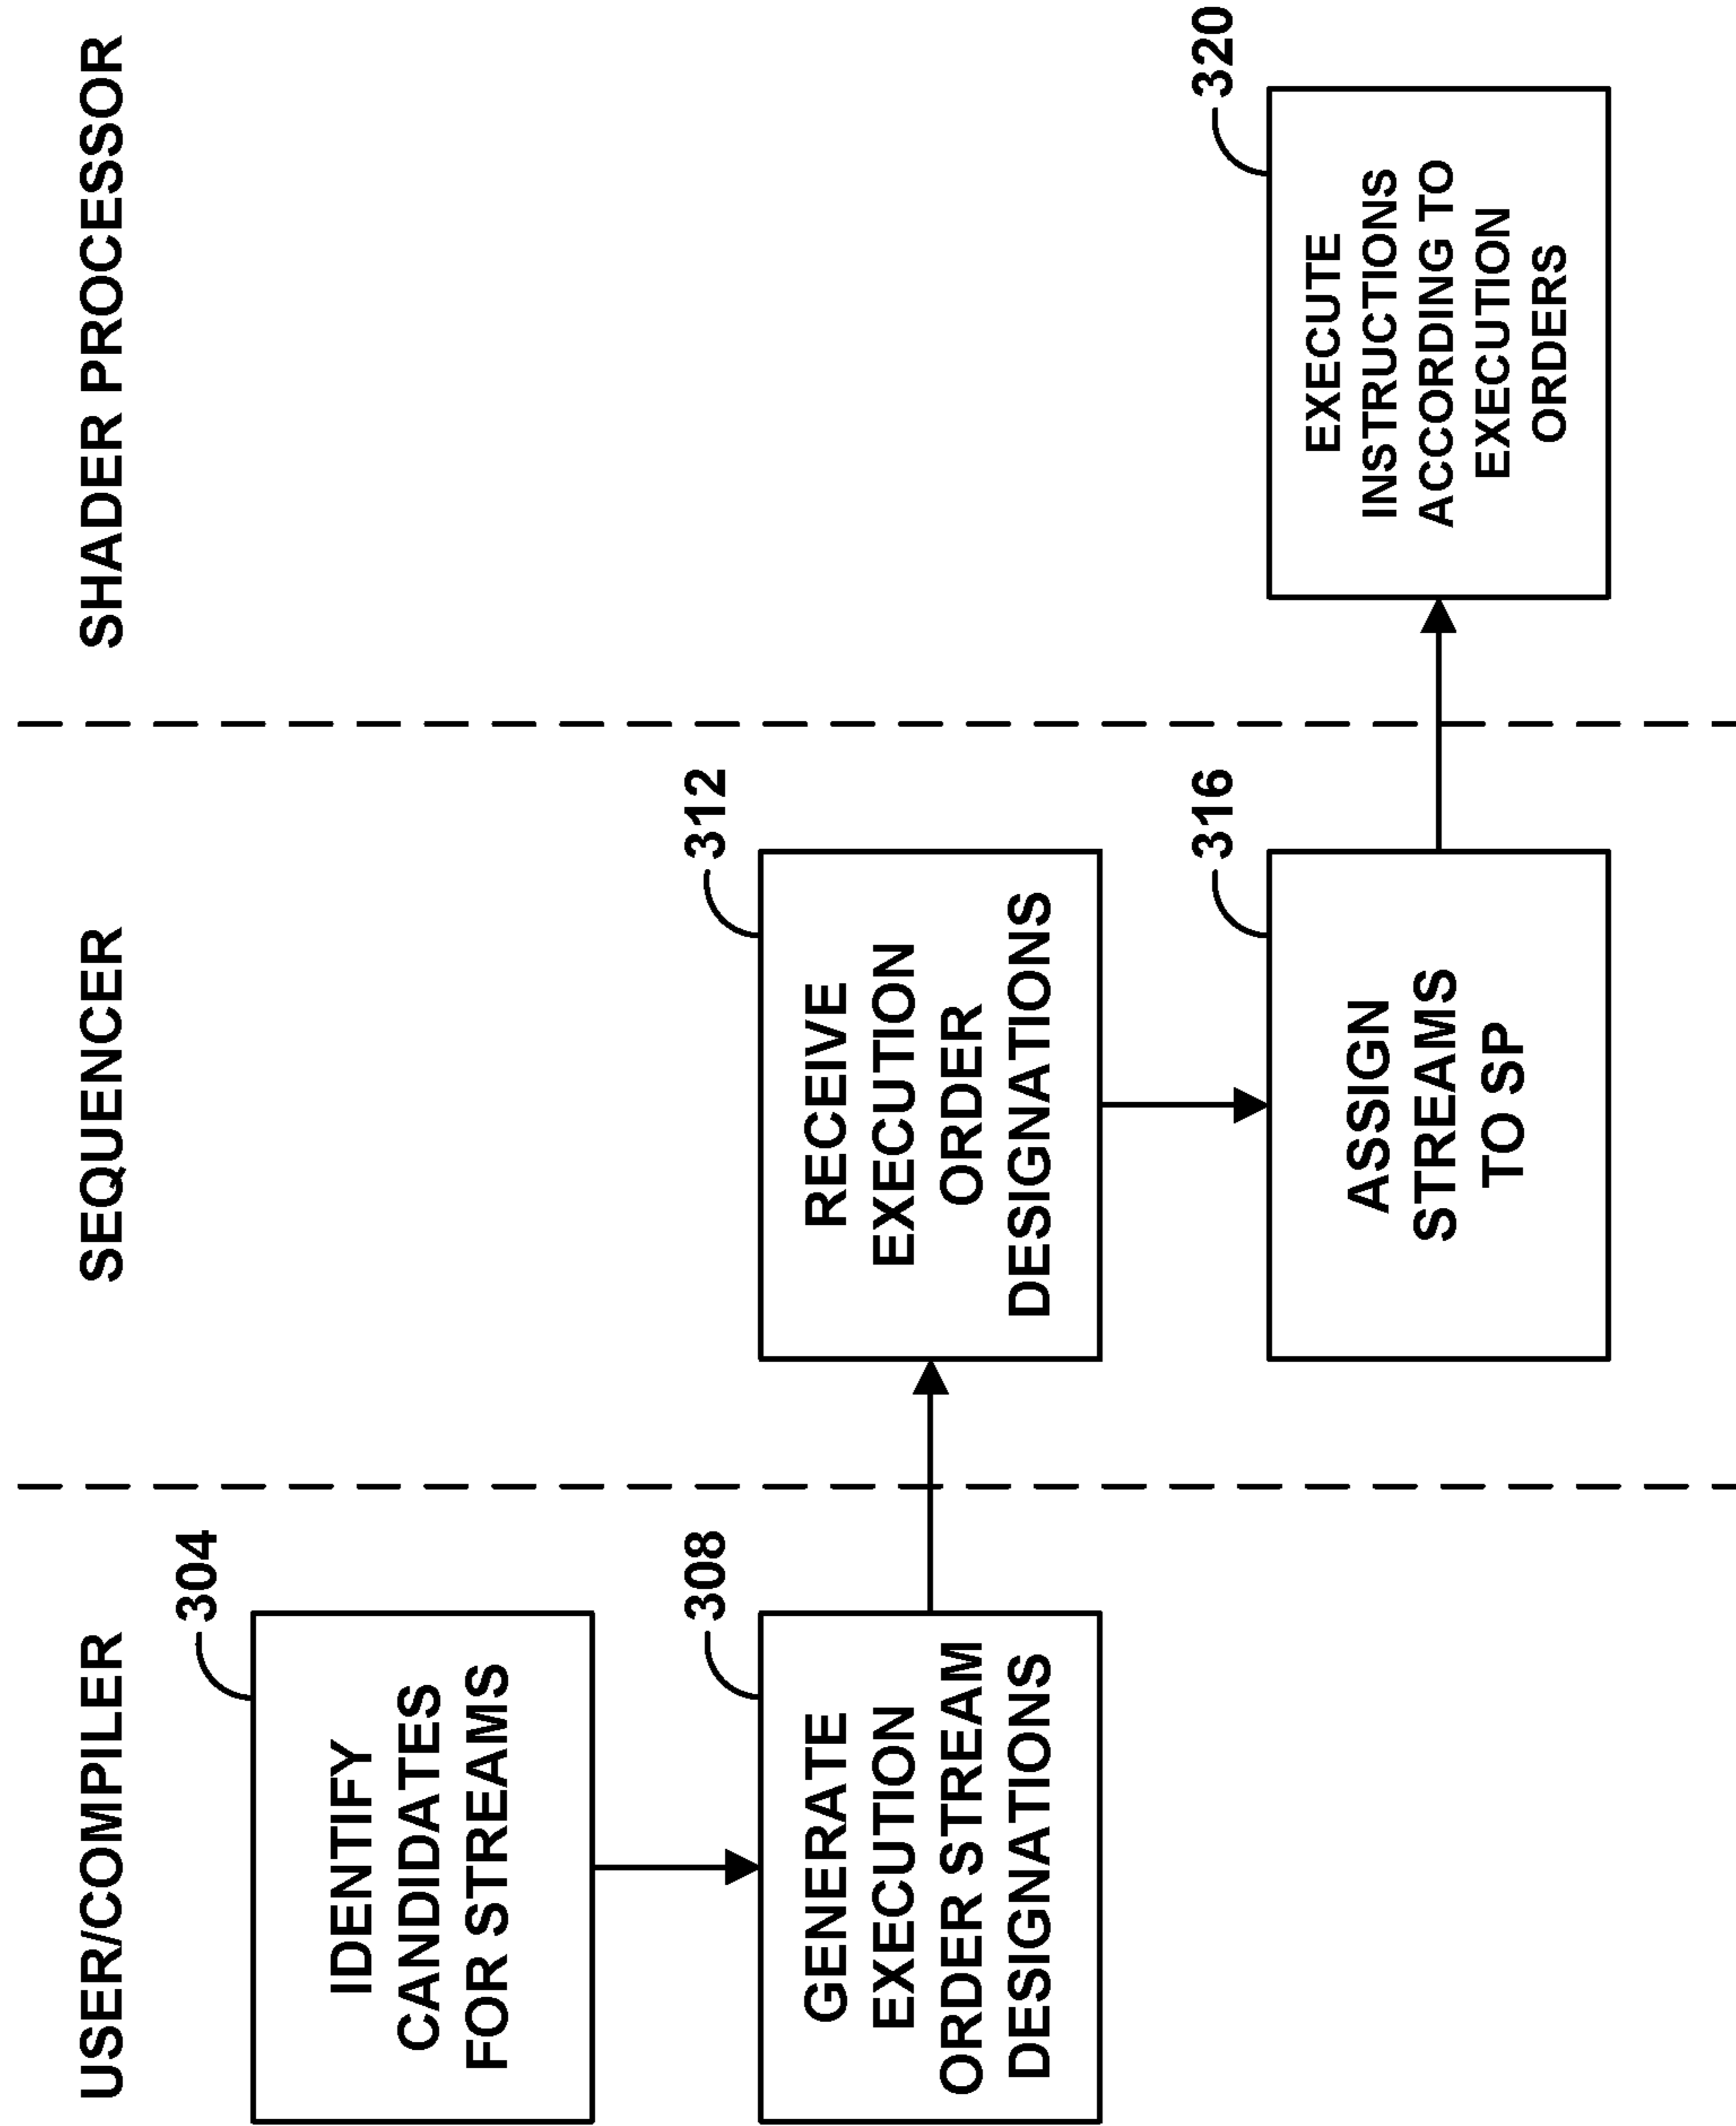 USER/COMPILER
SEQUENCER
SHADER PROCESSOR
304
IDENTIFY
CANDIDATES
FOR STREAMS
308
GENERATE
EXECUTION
ORDER STREAM
DESIGNATIONS
312
RECEIVE
EXECUTION
ORDER
DESIGNATIONS
316
ASSIGN
STREAMS
TO SP
320
EXECUTE
INSTRUCTIONS
ACCORDING TO
EXECUTION
ORDERS